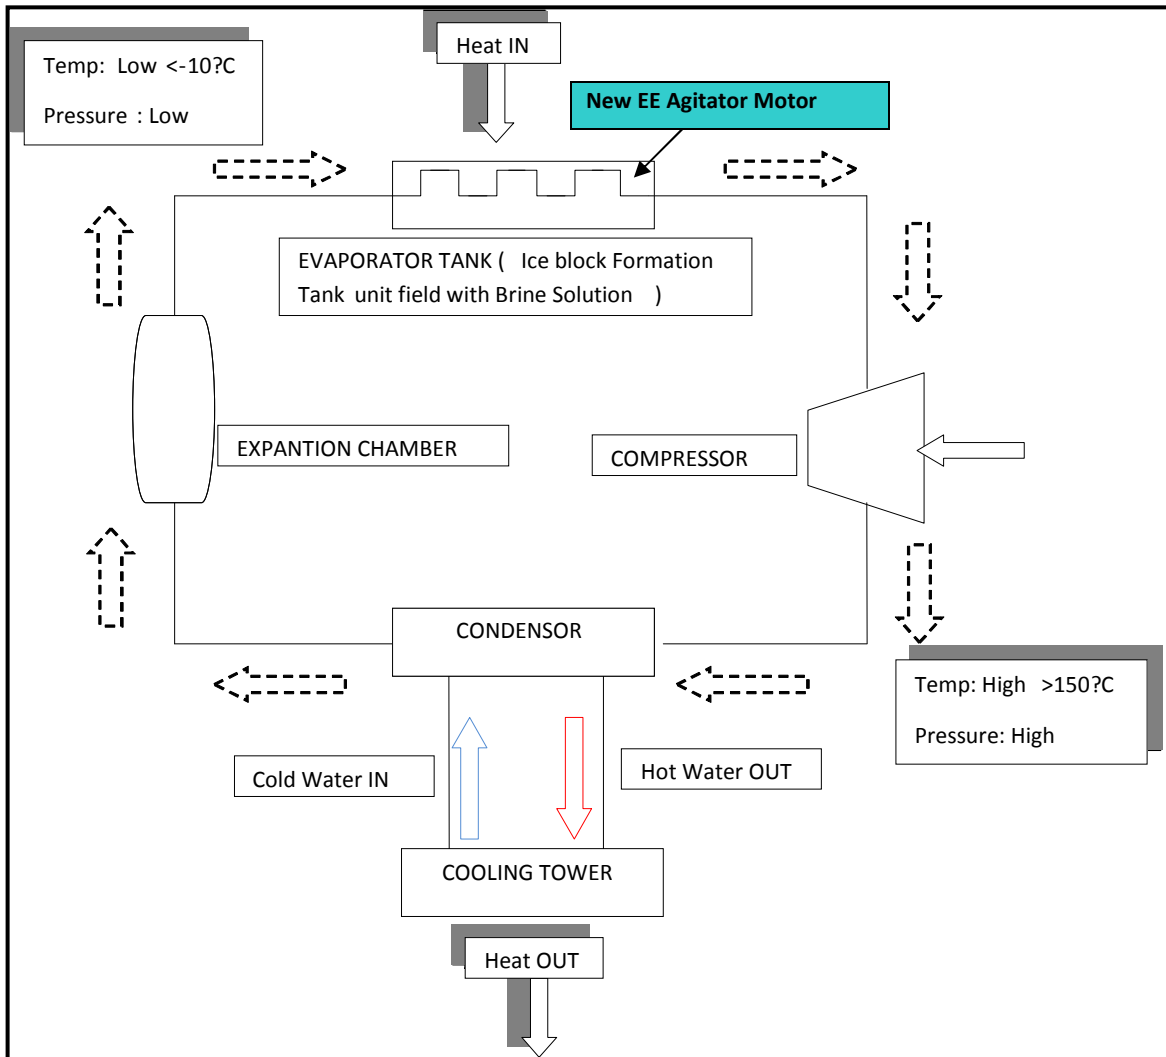 Temp: Low <-10?C
Pressure : Low
Heat IN
New EE Agitator Motor
EVAPORATOR TANK ( Ice block Formation
Tank unit field with Brine Solution )
EXPANTION CHAMBER
COMPRESSOR
CONDENSOR
Temp: High >150?C
Pressure: High
Cold Water IN
Hot Water OUT
COOLING TOWER
Heat OUT